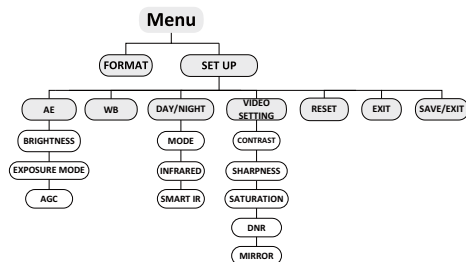 Menu
FORMAT
SET UP
AE
WB
DAY/NIGHT
VIDEO
SETTING
RESET
EXIT
SAVE/EXIT
BRIGHTNESS
EXPOSURE MODE
AGC
MODE
INFRARED
SMART IR
CONTRAST
SHARPNESS
SATURATION
DNR
MIRROR